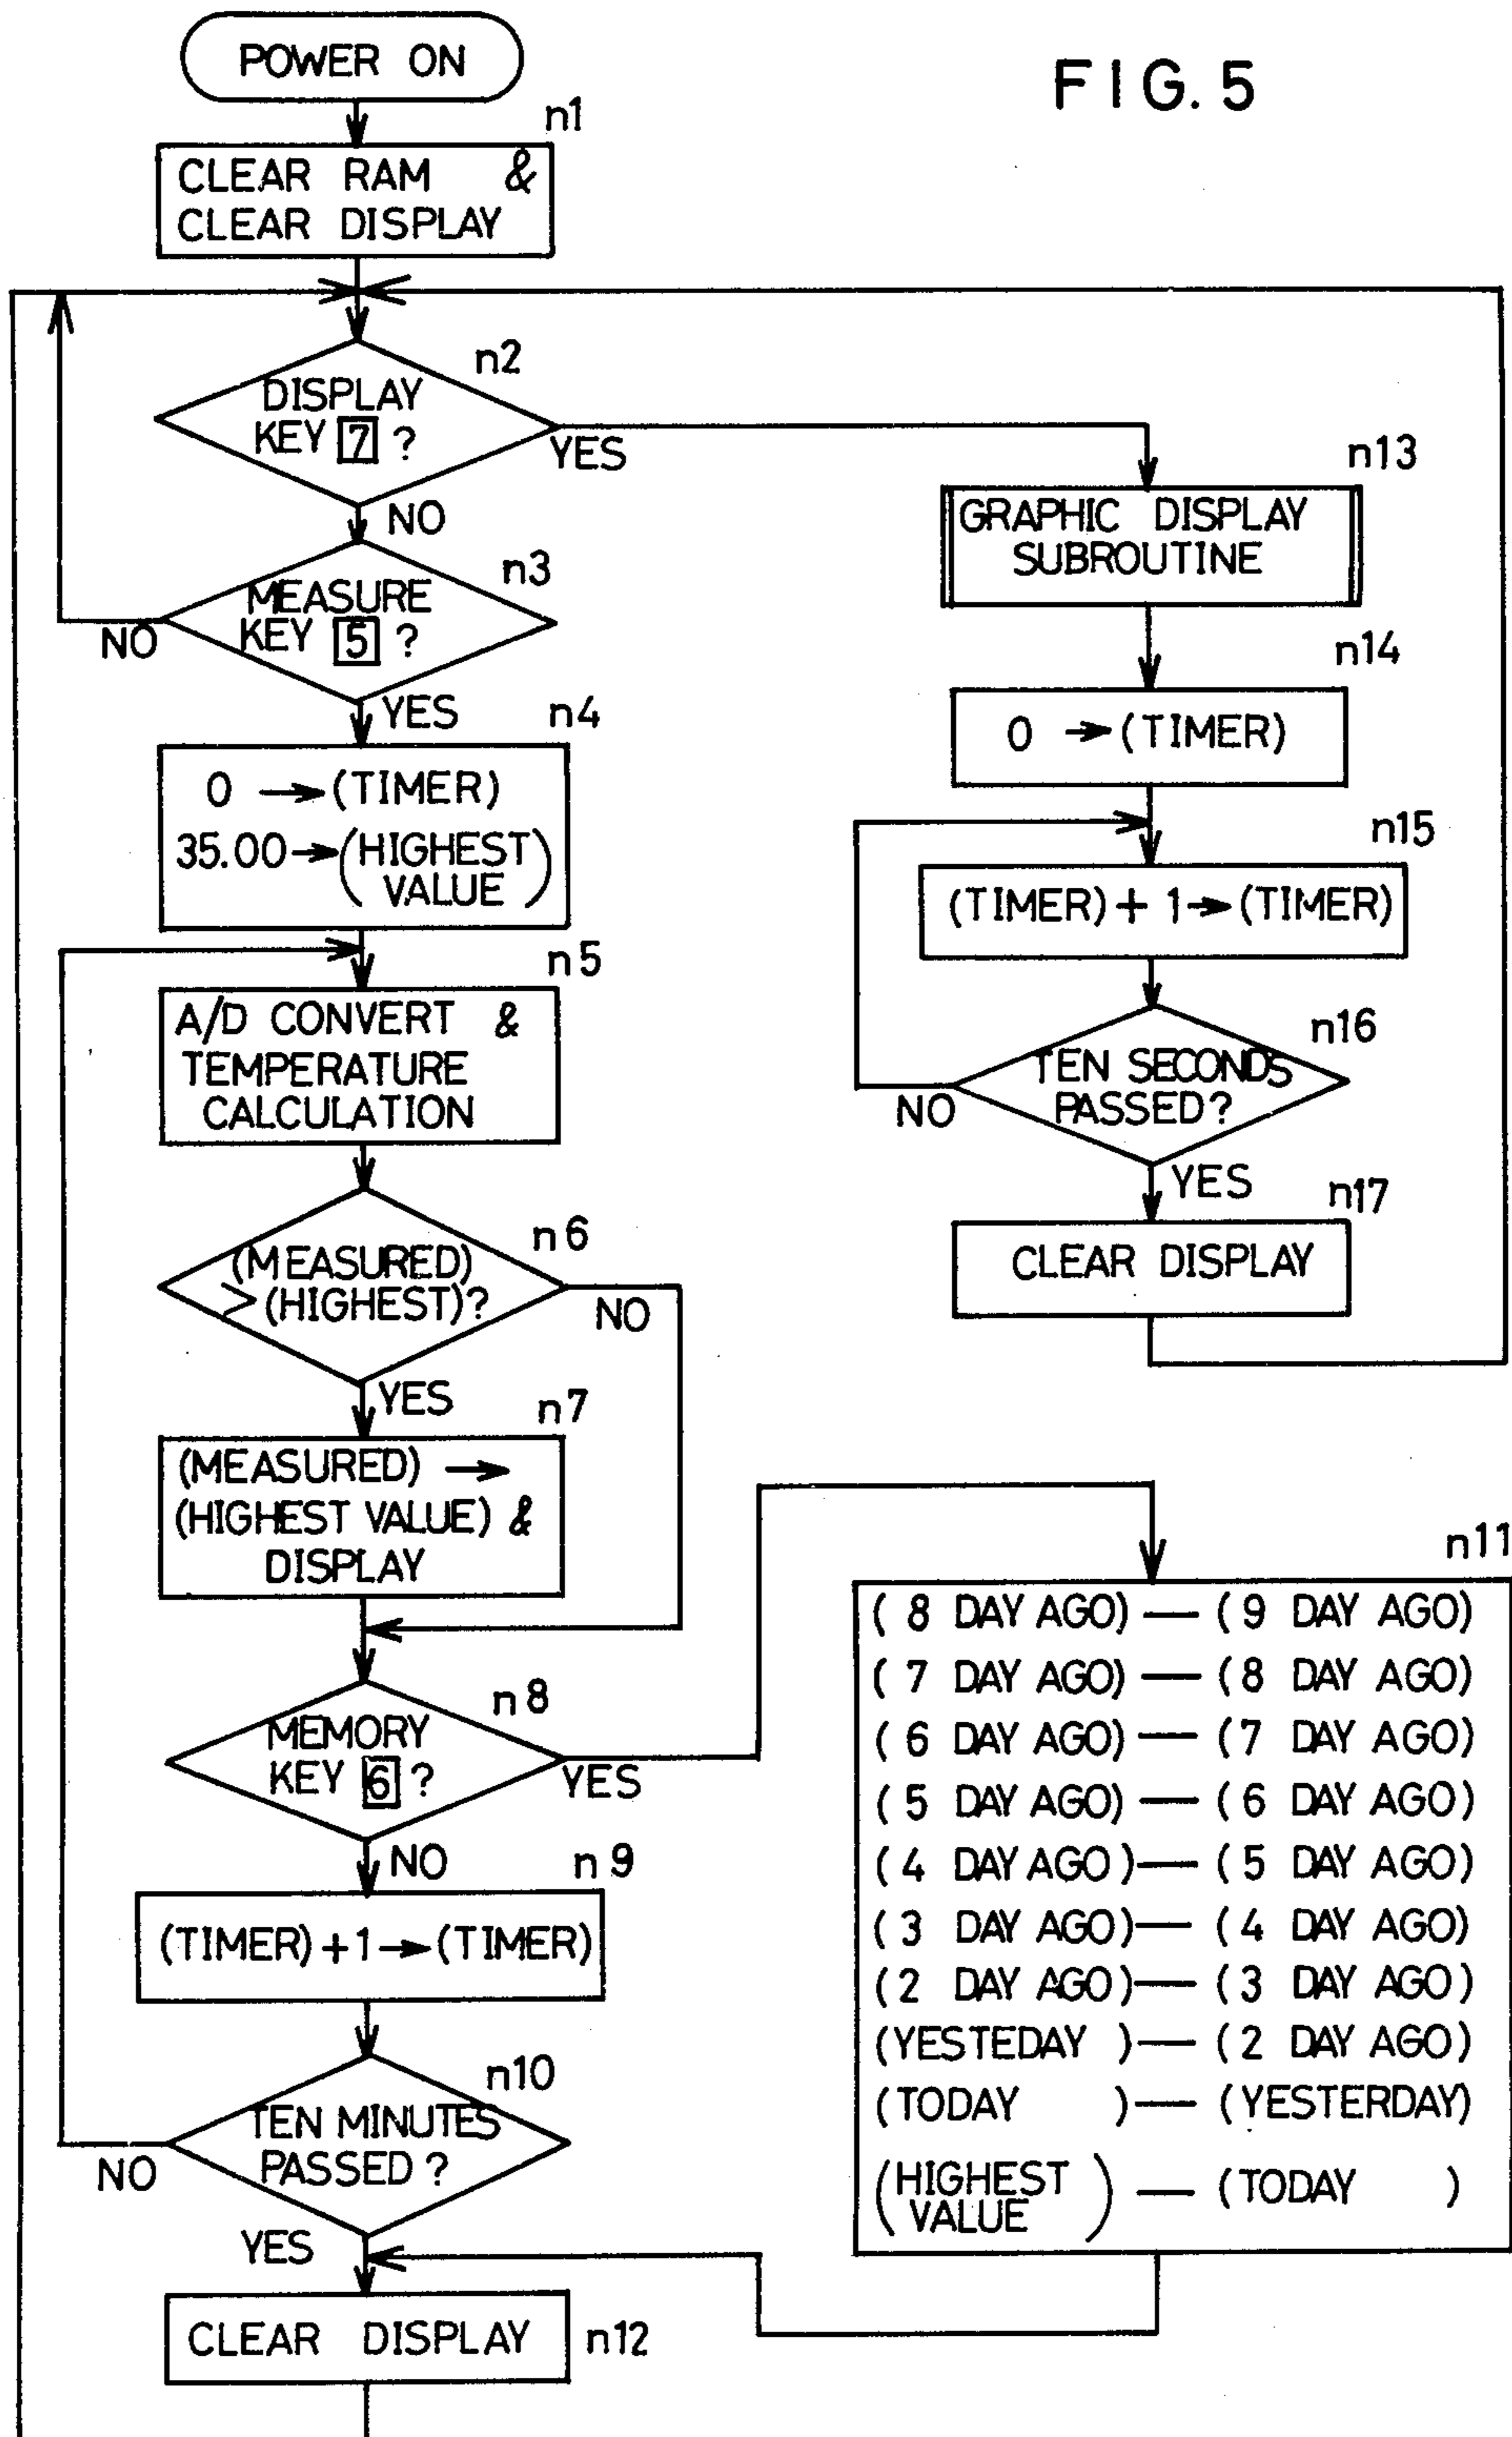 FIG. 5
POWER ON
n1
CLEAR RAM &
CLEAR DISPLAY
n2
DISPLAY
KEY 7 ?
YES
NO
n3
MEASURE
KEY 5 ?
NO
YES
n4
0 → (TIMER)
35.00 → (HIGHEST
VALUE)
n5
A/D CONVERT &
TEMPERATURE
CALCULATION
n6
(MEASURED)
> (HIGHEST)?
NO
YES
n7
(MEASURED) →
(HIGHEST VALUE) &
DISPLAY
n8
MEMORY
KEY 6 ?
YES
NO
n9
(TIMER) + 1 → (TIMER)
n10
TEN MINUTES
PASSED ?
NO
YES
CLEAR DISPLAY
n12
n13
GRAPHIC DISPLAY
SUBROUTINE
n14
0 → (TIMER)
n15
(TIMER) + 1 → (TIMER)
n16
TEN SECONDS
PASSED?
NO
YES
n17
CLEAR DISPLAY
n11
( 8 DAY AGO) — ( 9 DAY AGO)
( 7 DAY AGO) — ( 8 DAY AGO)
( 6 DAY AGO) — ( 7 DAY AGO)
( 5 DAY AGO) — ( 6 DAY AGO)
( 4 DAY AGO) — ( 5 DAY AGO)
( 3 DAY AGO) — ( 4 DAY AGO)
( 2 DAY AGO) — ( 3 DAY AGO)
(YESTEDAY ) — ( 2 DAY AGO)
(TODAY ) — (YESTERDAY)
(HIGHEST
VALUE ) — (TODAY )